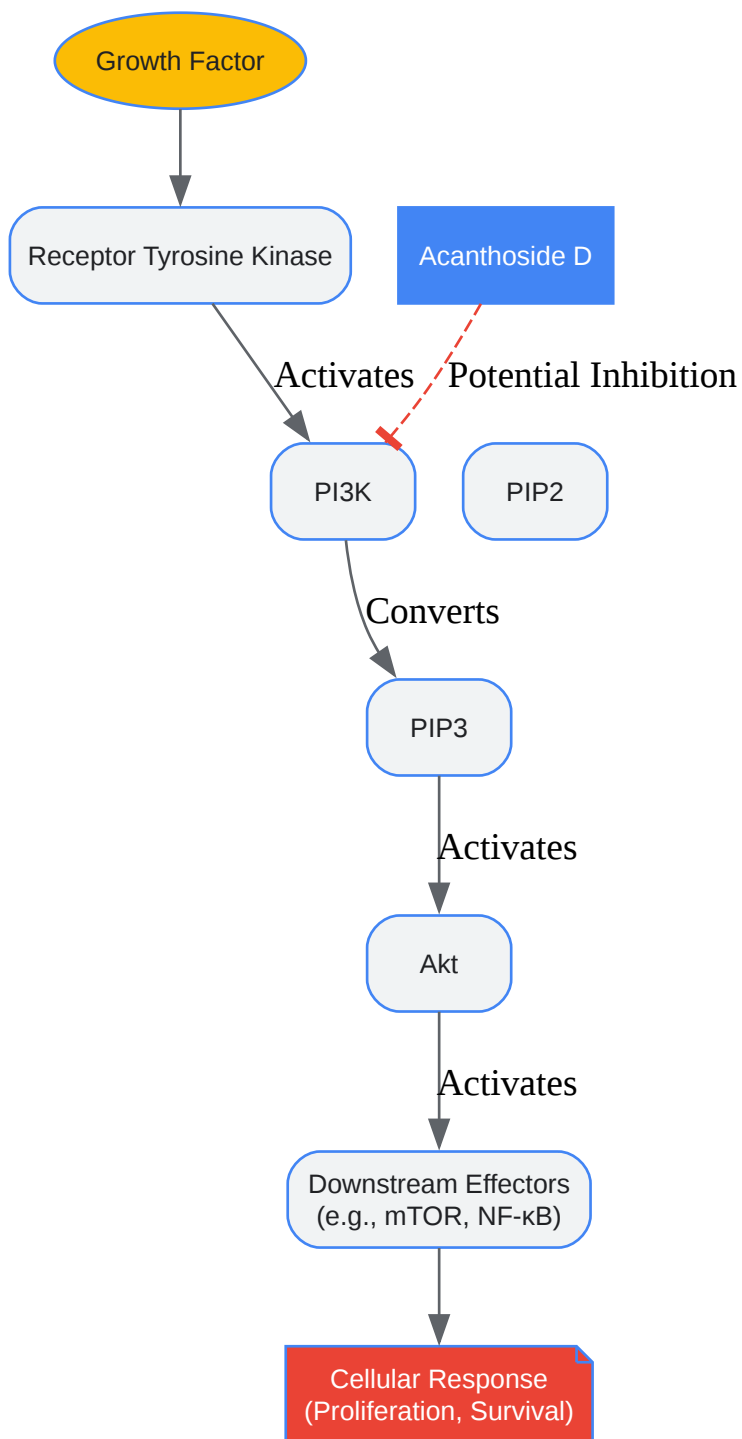 Growth Factor
Receptor Tyrosine Kinase
Acanthoside D
Activates
Potential Inhibition
PI3K
PIP2
Converts
PIP3
Activates
Akt
Activates
Downstream Effectors
(e.g., mTOR, NF-κB)
Cellular Response
(Proliferation, Survival)